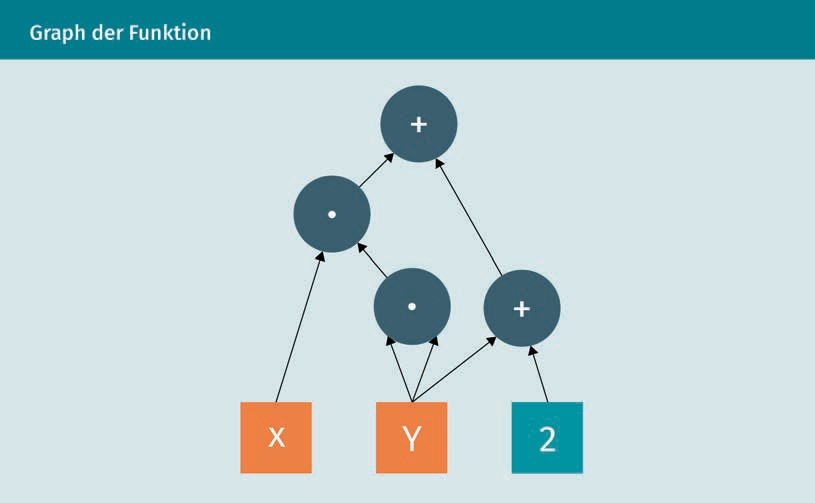 Graph der Funktion
+
•
•
+
x
Y
2